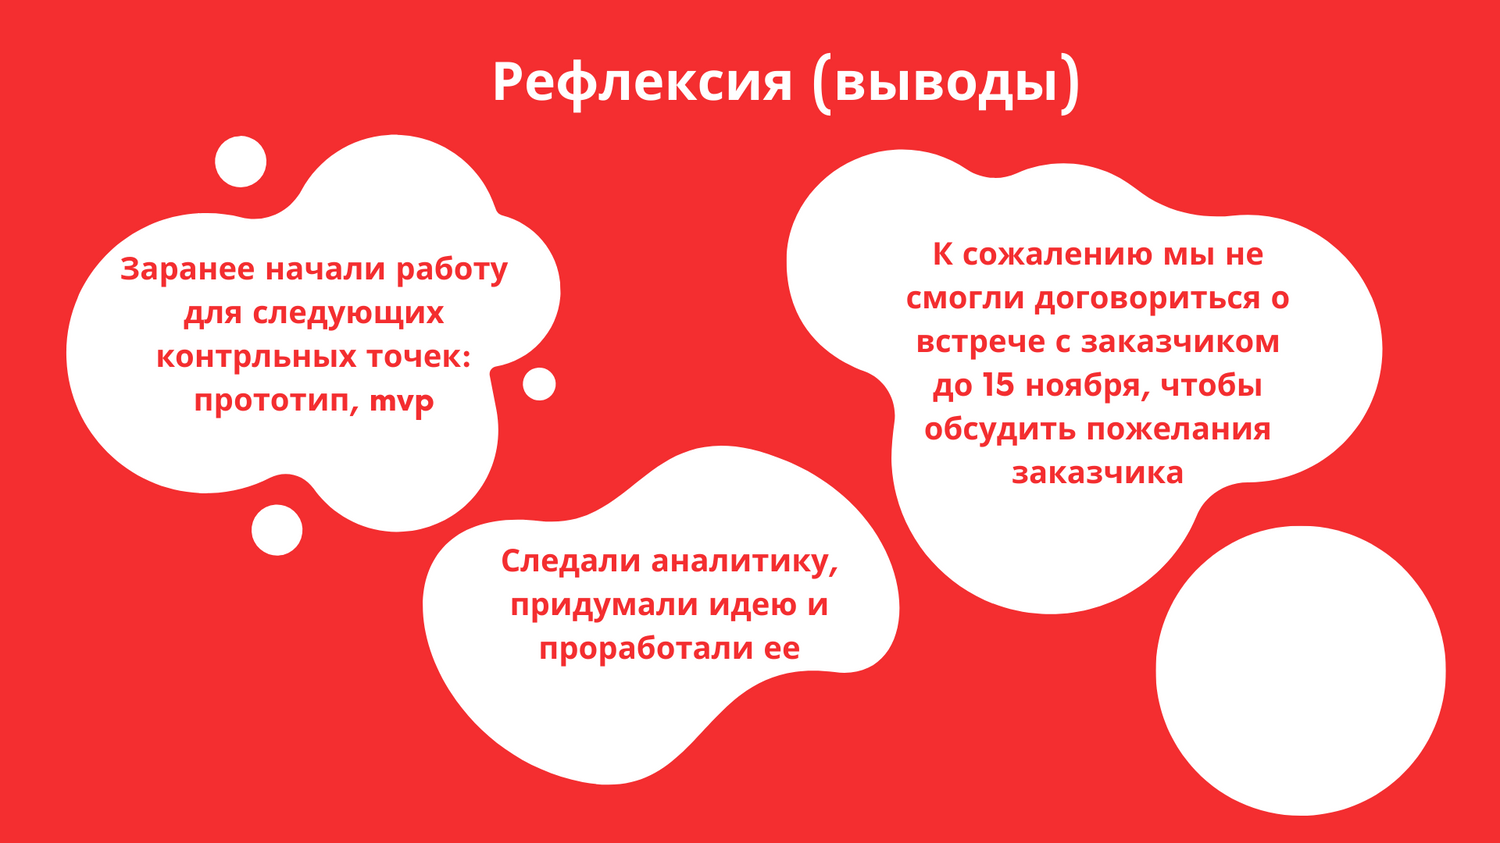 Рефлексия (выводы)
Заранее начали работу
для следующих
контрльных точек:
прототип, mvp
К сожалению мы не
смогли договориться о
встрече с заказчиком
до 15 ноября, чтобы
обсудить пожелания
заказчика
Следали аналитику,
придумали идею и
проработали ее